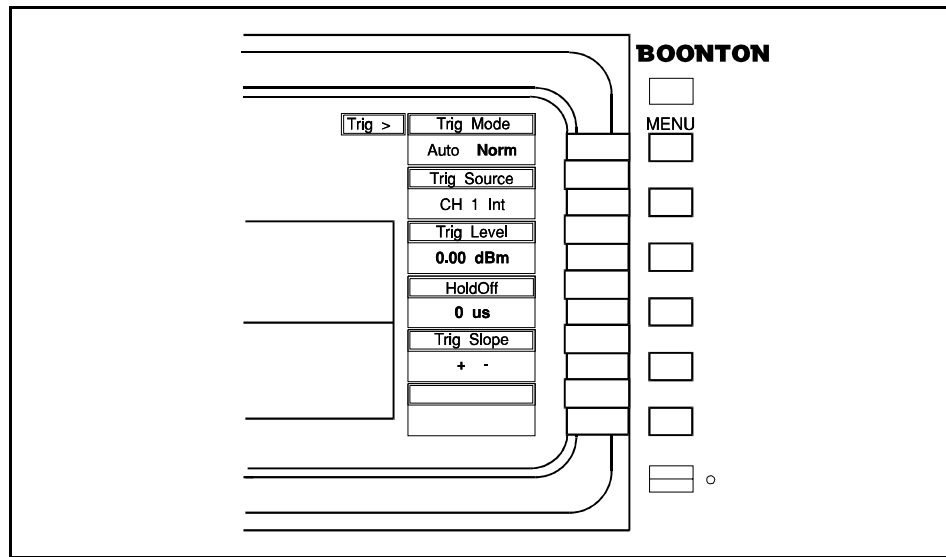 BOONTON
MENU
Trig > Trig Mode
Auto Norm
Trig Source
CH 1 Int
Trig Level
0.00 dBm
HoldOff
0 us
Trig Slope
+ -